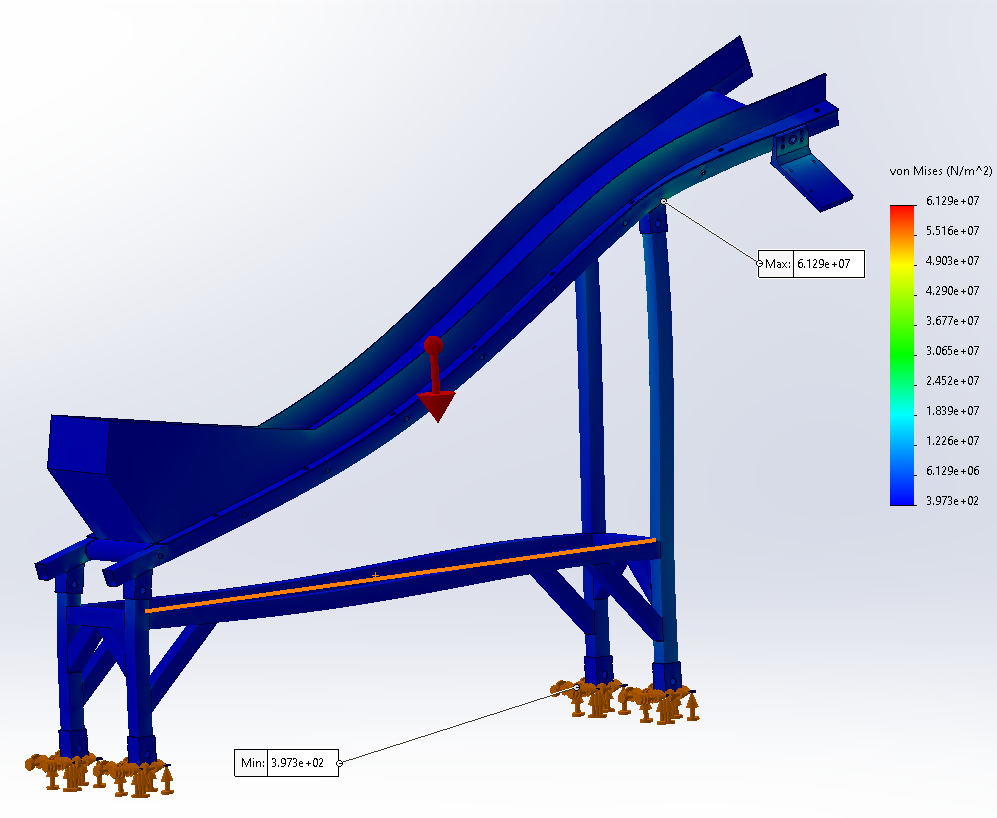 von Mises (N/m^2)
6.129e+07
5.516e+07
4.903e+07
4.290e+07
3.677e+07
3.065e+07
2.452e+07
1.839e+07
1.226e+07
6.129e+06
3.973e+02
Max: 6.129e+07
Min: 3.973e+02